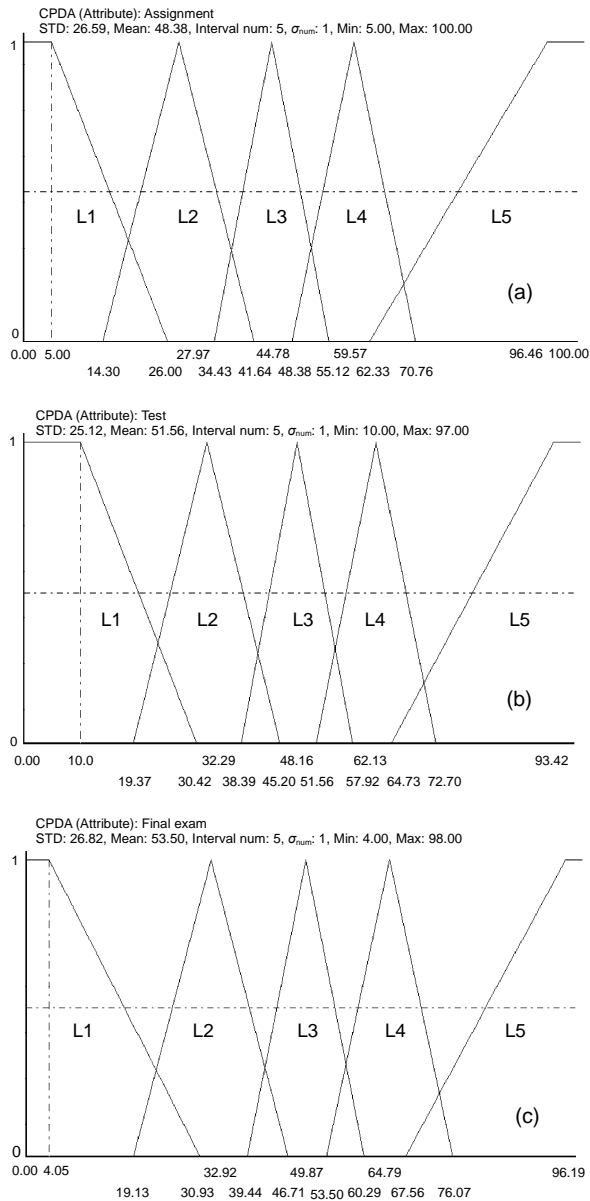 CPDA (Attribute): Assignment
STD: 26.59, Mean: 48.38, Interval num: 5, σnum: 1, Min: 5.00, Max: 100.00
1
L1 L2 L3 L4 L5
(a)
0
0.00 5.00 27.97 44.78 59.57 96.46 100.00
14.30 26.00 34.43 41.64 48.38 55.12 62.33 70.76
CPDA (Attribute): Test
STD: 25.12, Mean: 51.56, Interval num: 5, σnum: 1, Min: 10.00, Max: 97.00
1
L1 L2 L3 L4 L5
(b)
0
0.00 10.0 32.29 48.16 62.13 93.42
19.37 30.42 38.39 45.20 51.56 57.92 64.73 72.70
CPDA (Attribute): Final exam
STD: 26.82, Mean: 53.50, Interval num: 5, σnum: 1, Min: 4.00, Max: 98.00
1
L1 L2 L3 L4 L5
(c)
0
0.00 4.05 32.92 49.87 64.79 96.19
19.13 30.93 39.44 46.71 53.50 60.29 67.56 76.07